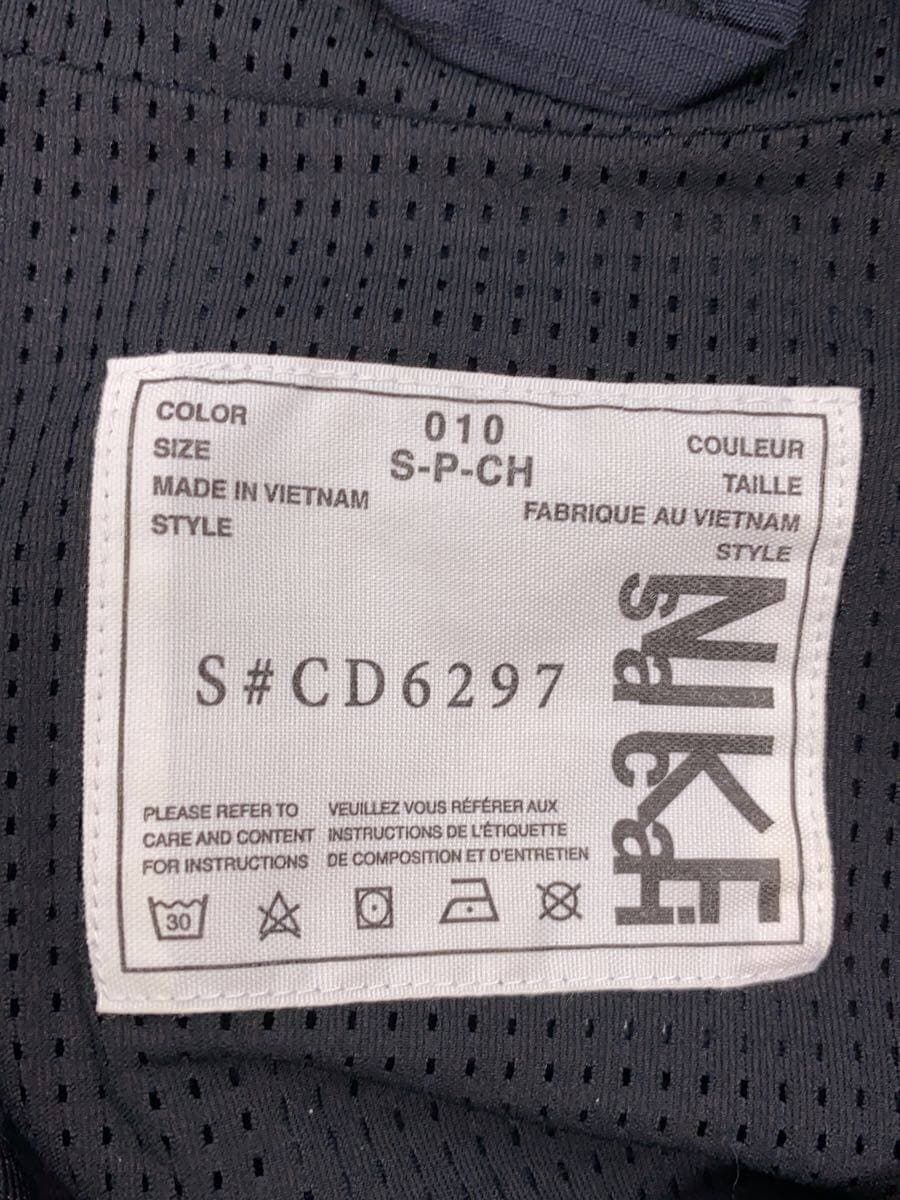 COLOR 010 COULEUR
SIZE S-P-CH TAILLE
MADE IN VIETNAM FABRIQUE AU VIETNAM
STYLE STYLE
S#CD6297
NIKE
sacai
PLEASE REFER TO
CARE AND CONTENT
FOR INSTRUCTIONS
VEUILLEZ VOUS RÉFÉRER AUX
INSTRUCTIONS DE L'ÉTIQUETTE
DE COMPOSITION ET D'ENTRETIEN
30